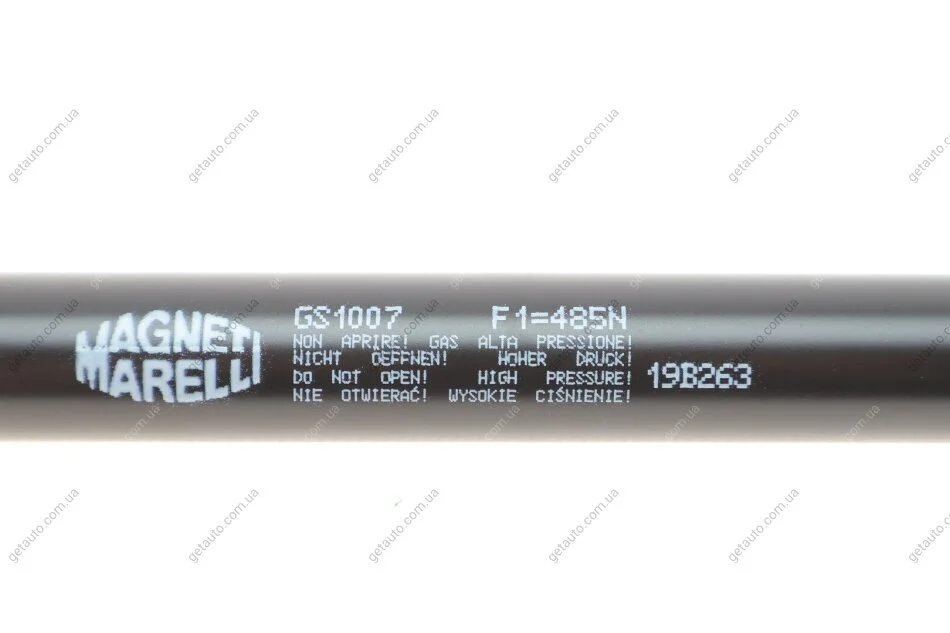 MAGNETI
MARELLI
GS1007 F1=485N
NON APRIRE! GAS ALTA PRESSIONE!
NICHT OEFFNEN! HOHER DRUCK!
DO NOT OPEN! HIGH PRESSURE!
NIE OTWIERAĆ! WYSOKIE CIŚNIENIE!
19B263
getauto.com.ua